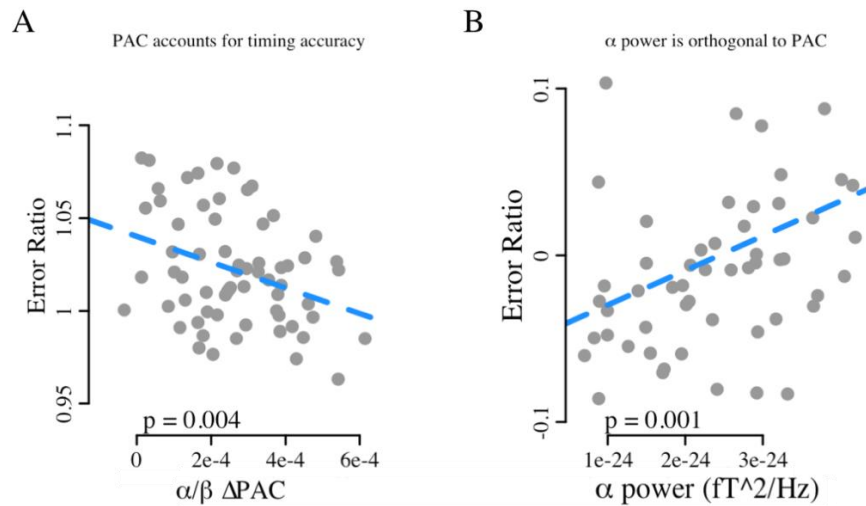 A
PAC accounts for timing accuracy
Error Ratio
1.1
1.05
1
0.95
p = 0.004
0 2e-4 4e-4 6e-4
α/β ΔPAC
B
α power is orthogonal to PAC
Error Ratio
0.1
0
-0.1
p = 0.001
1e-24 2e-24 3e-24
α power (fT^2/Hz)